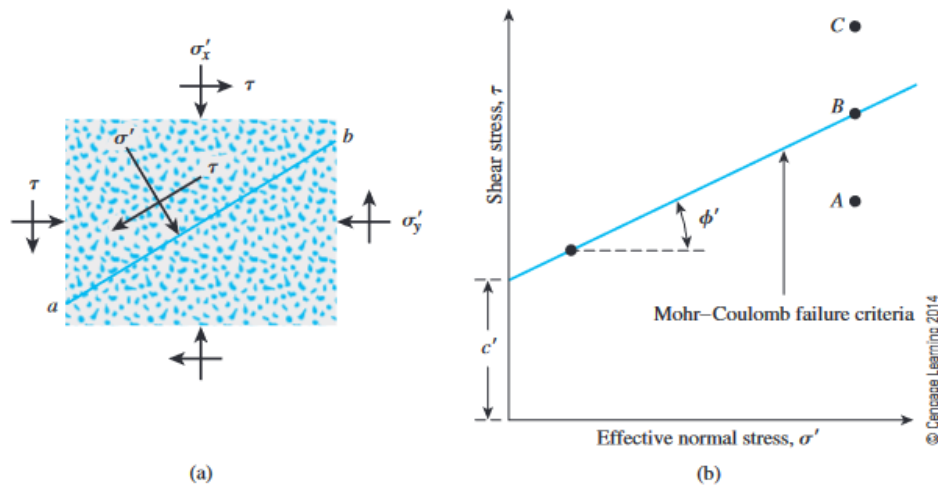 σ′x
τ
σ′
τ
b
τ
σ′y
a
(a)
Shear stress, τ
C
B
A
ϕ′
Mohr–Coulomb failure criteria
c′
Effective normal stress, σ′
(b)
© Cengage Learning 2014